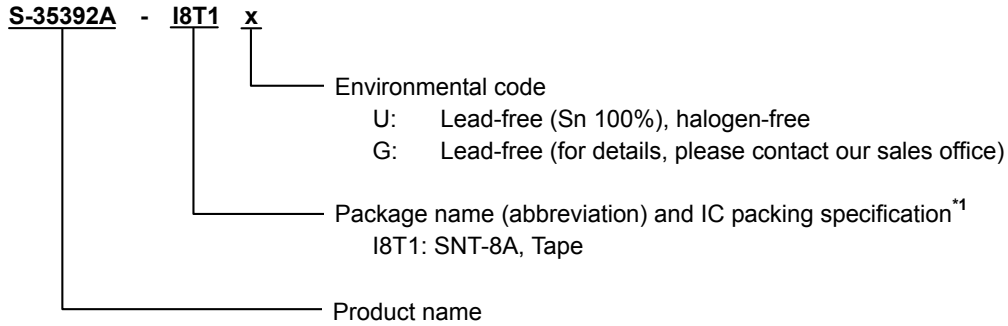 S-35392A - I8T1 x
Environmental code
U: Lead-free (Sn 100%), halogen-free
G: Lead-free (for details, please contact our sales office)
Package name (abbreviation) and IC packing specification*1
I8T1: SNT-8A, Tape
Product name